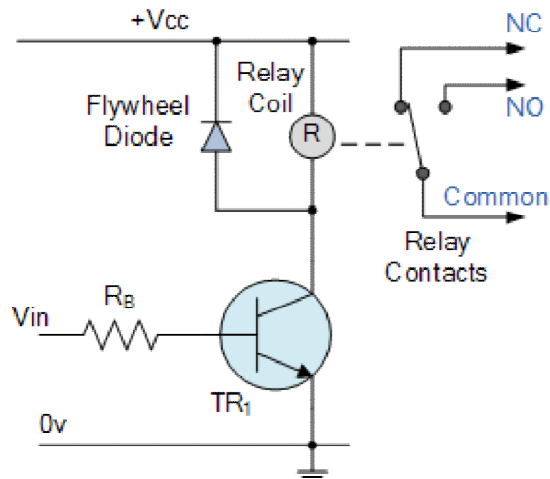 +Vcc
NC
Relay
Coil
NO
Flywheel
Diode
R
Common
Relay
Contacts
RB
Vin
TR1
0v